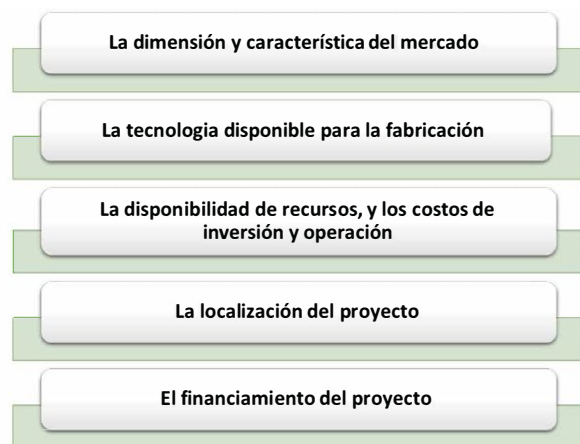 La dimensión y característica del mercado
La tecnologia disponible para la fabricación
La disponibilidad de recursos, y los costos de
inversión y operación
La localización del proyecto
El financiamiento del proyecto